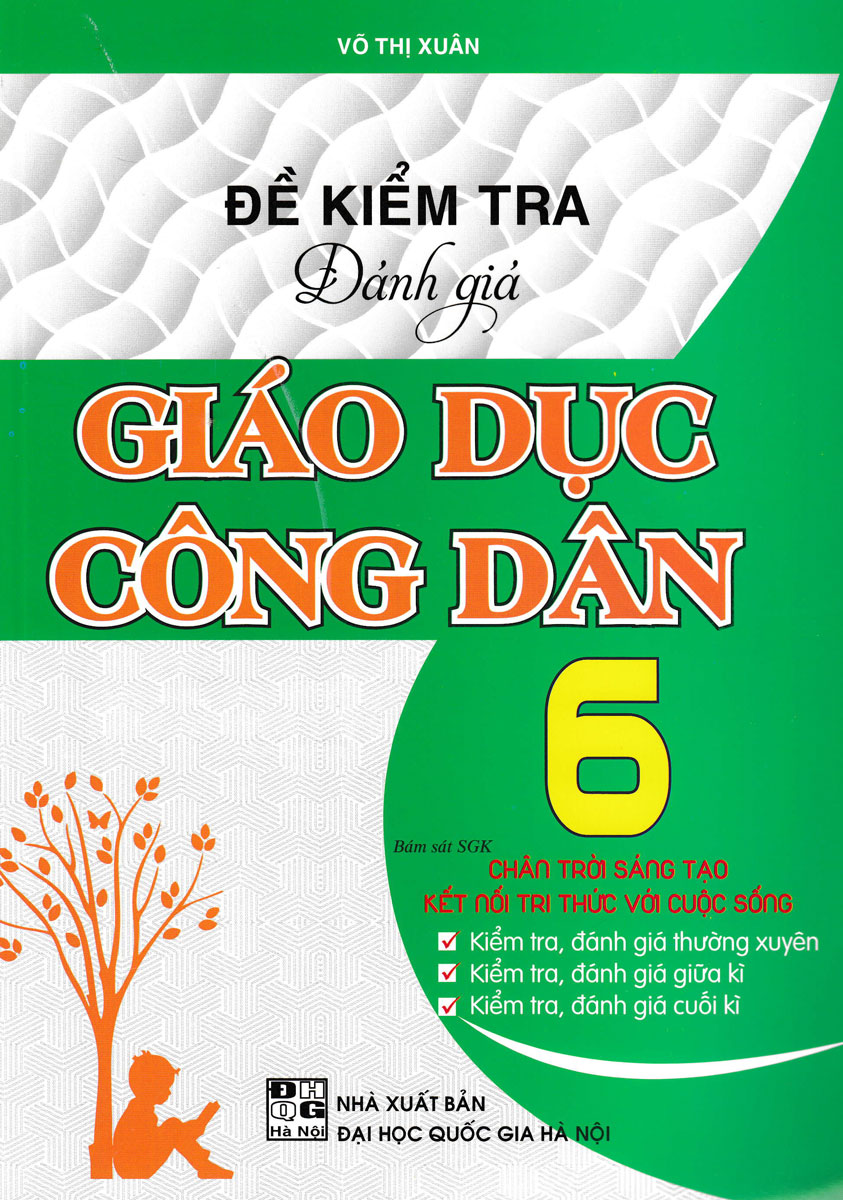 VÕ THỊ XUÂN
ĐỀ KIỂM TRA
Đánh giá
GIÁO DỤC
CÔNG DÂN
6
Bám sát SGK
CHÂN TRỜI SÁNG TẠO
KẾT NỐI TRI THỨC VỚI CUỘC SỐNG
Kiểm tra, đánh giá thường xuyên
Kiểm tra, đánh giá giữa kì
Kiểm tra, đánh giá cuối kì
ĐHQG Hà Nội
NHÀ XUẤT BẢN
ĐẠI HỌC QUỐC GIA HÀ NỘI